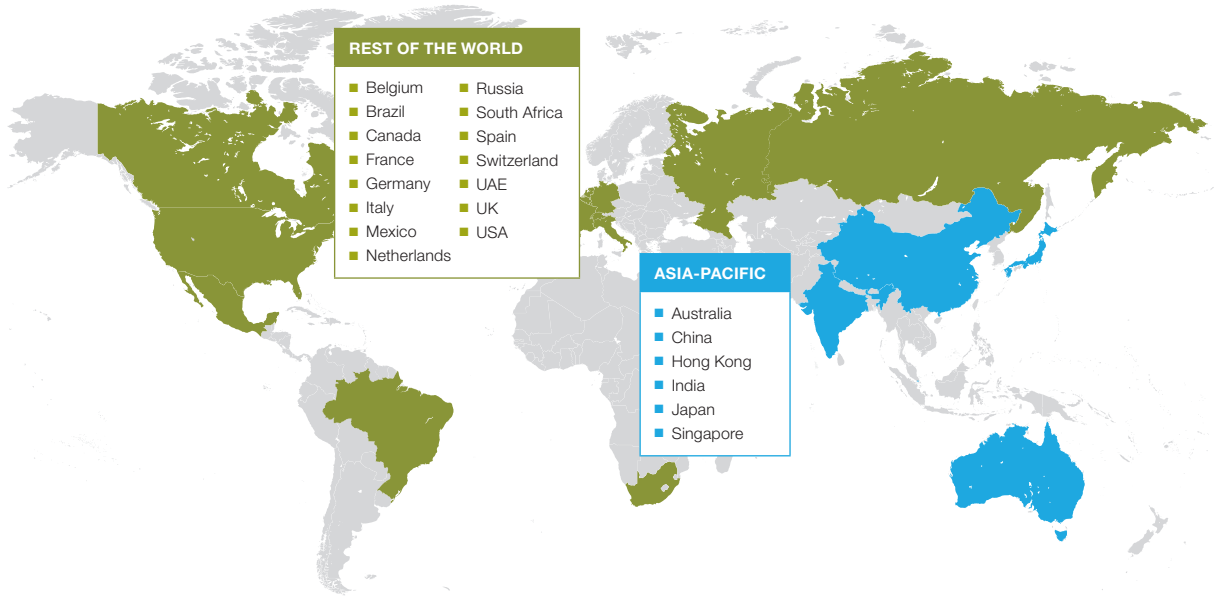 REST OF THE WORLD
Belgium
Brazil
Canada
France
Germany
Italy
Mexico
Netherlands
Russia
South Africa
Spain
Switzerland
UAE
UK
USA
ASIA-PACIFIC
Australia
China
Hong Kong
India
Japan
Singapore